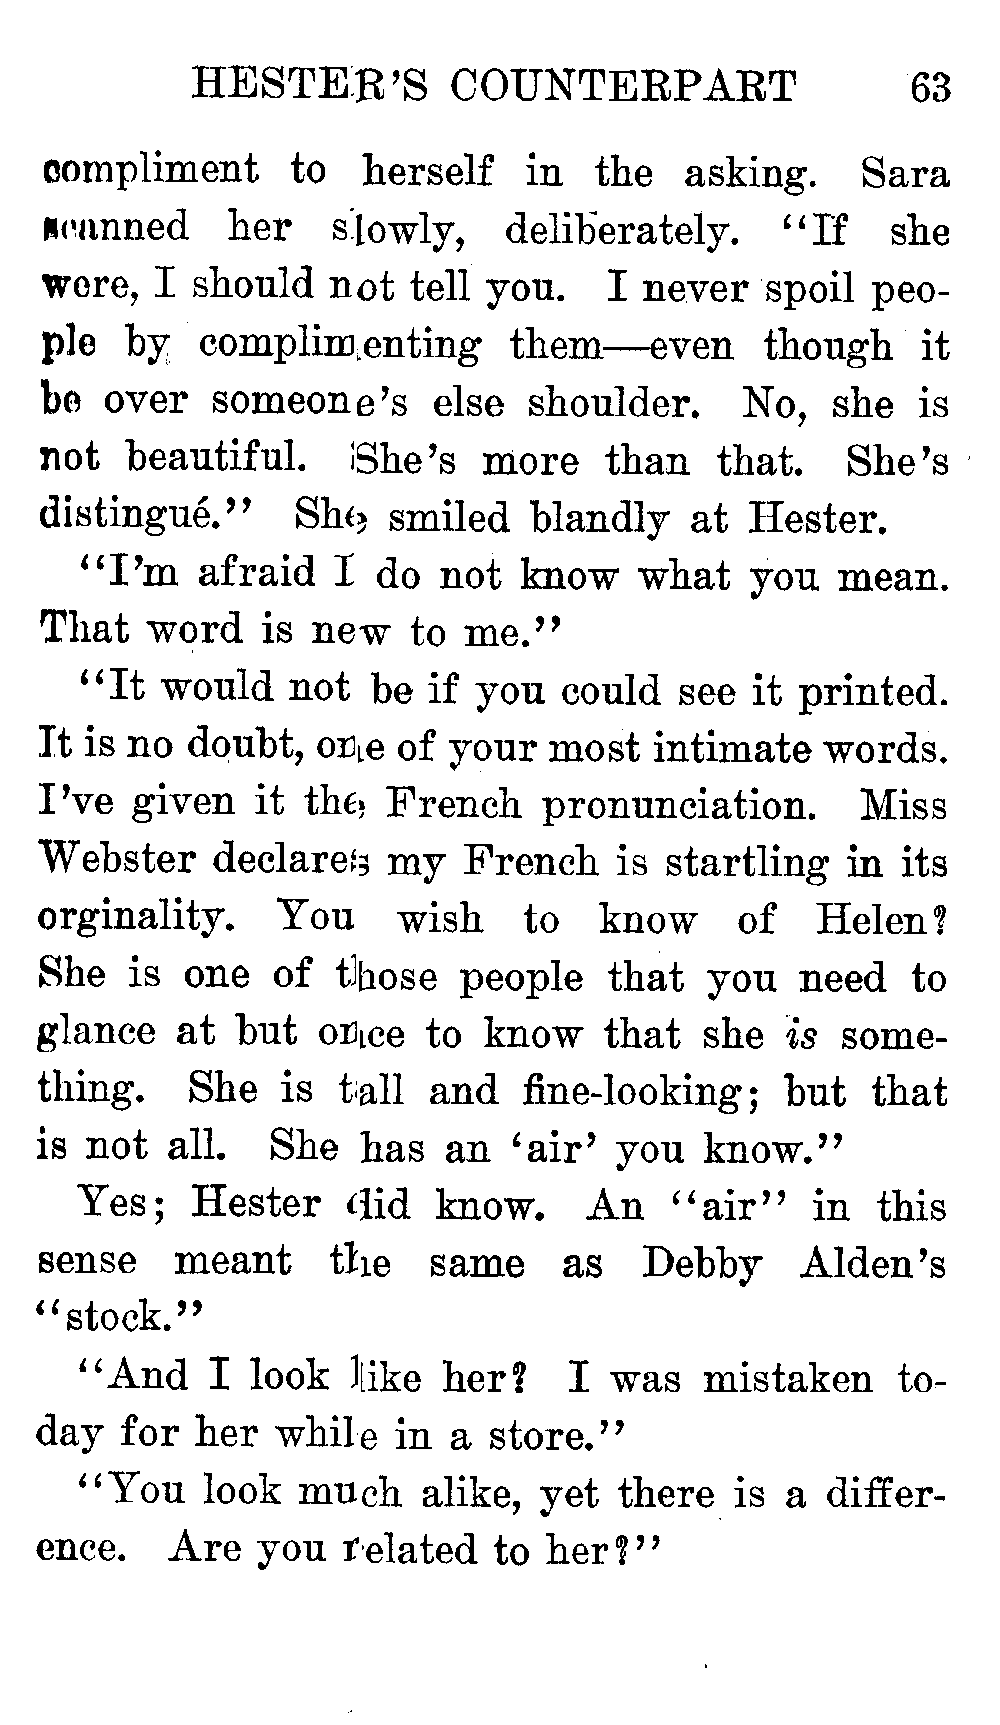 HESTER'S COUNTERPART 63
compliment to herself in the asking. Sara
scanned her slowly, deliberately. "If she
were, I should not tell you. I never spoil peo-
ple by complimenting them—even though it
be over someone's else shoulder. No, she is
not beautiful. She's more than that. She's
distingué." She smiled blandly at Hester.
"I'm afraid I do not know what you mean.
That word is new to me."
"It would not be if you could see it printed.
It is no doubt, one of your most intimate words.
I've given it the French pronunciation. Miss
Webster declares my French is startling in its
orginality. You wish to know of Helen?
She is one of those people that you need to
glance at but once to know that she is some-
thing. She is tall and fine-looking; but that
is not all. She has an 'air' you know."
Yes; Hester did know. An "air" in this
sense meant the same as Debby Alden's
"stock."
"And I look like her? I was mistaken to-
day for her while in a store."
"You look much alike, yet there is a differ-
ence. Are you related to her?"